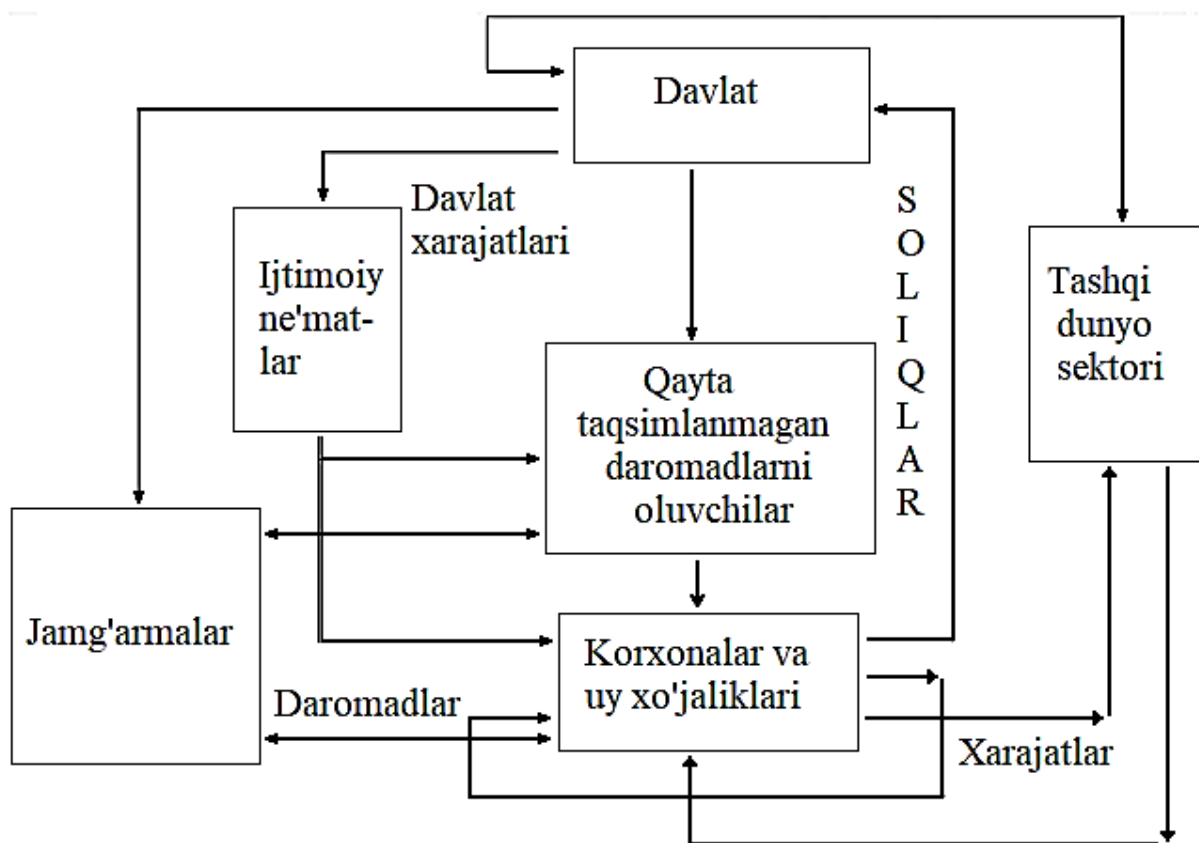 Davlat
Davlat
xarajatlari
Ijtimoiy
ne'mat-
lar
S
O
L
I
Q
L
A
R
Tashqi
dunyo
sektori
Qayta
taqsimlanmagan
daromadlarni
oluvchilar
Jamg'armalar
Daromadlar
Korxonalar va
uy xo'jaliklari
Xarajatlar